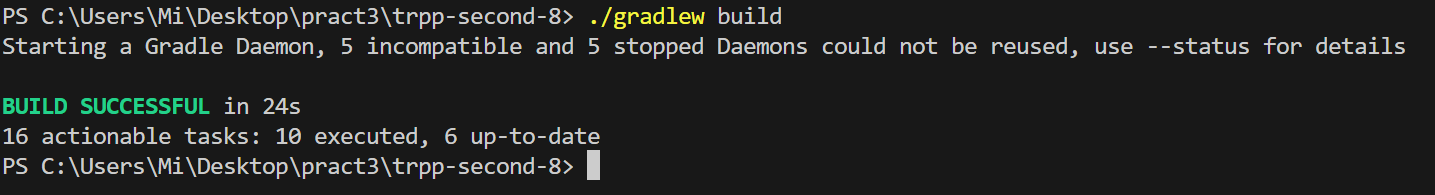 PS C:\Users\Mi\Desktop\pract3\trpp-second-8> ./gradlew build
Starting a Gradle Daemon, 5 incompatible and 5 stopped Daemons could not be reused, use --status for details
BUILD SUCCESSFUL in 24s
16 actionable tasks: 10 executed, 6 up-to-date
PS C:\Users\Mi\Desktop\pract3\trpp-second-8>